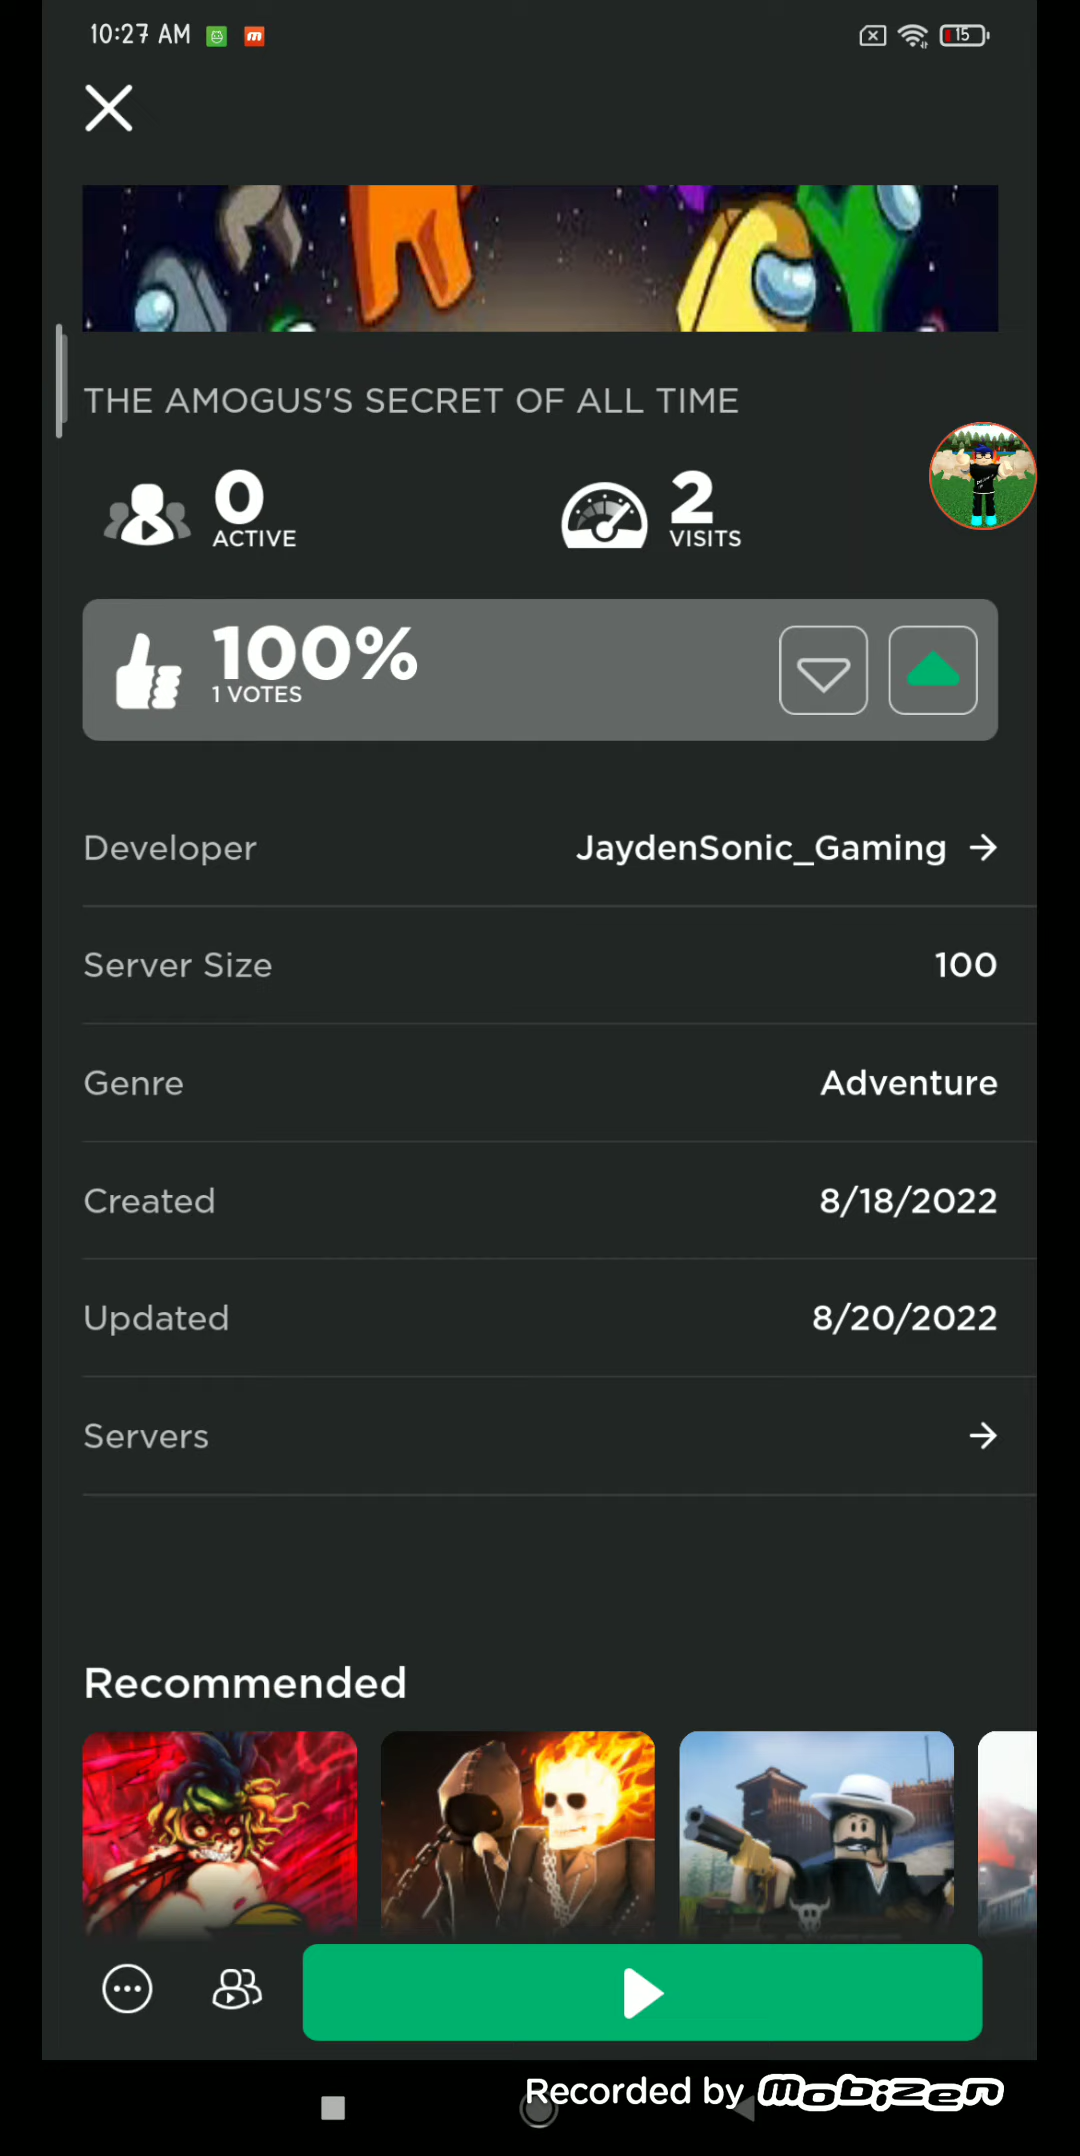 10:27 AM
15
THE AMOGUS'S SECRET OF ALL TIME
0
ACTIVE
2
VISITS
100%
1 VOTES
Developer JaydenSonic_Gaming
Server Size 100
Genre Adventure
Created 8/18/2022
Updated 8/20/2022
Servers
Recommended
Recorded by mobizen